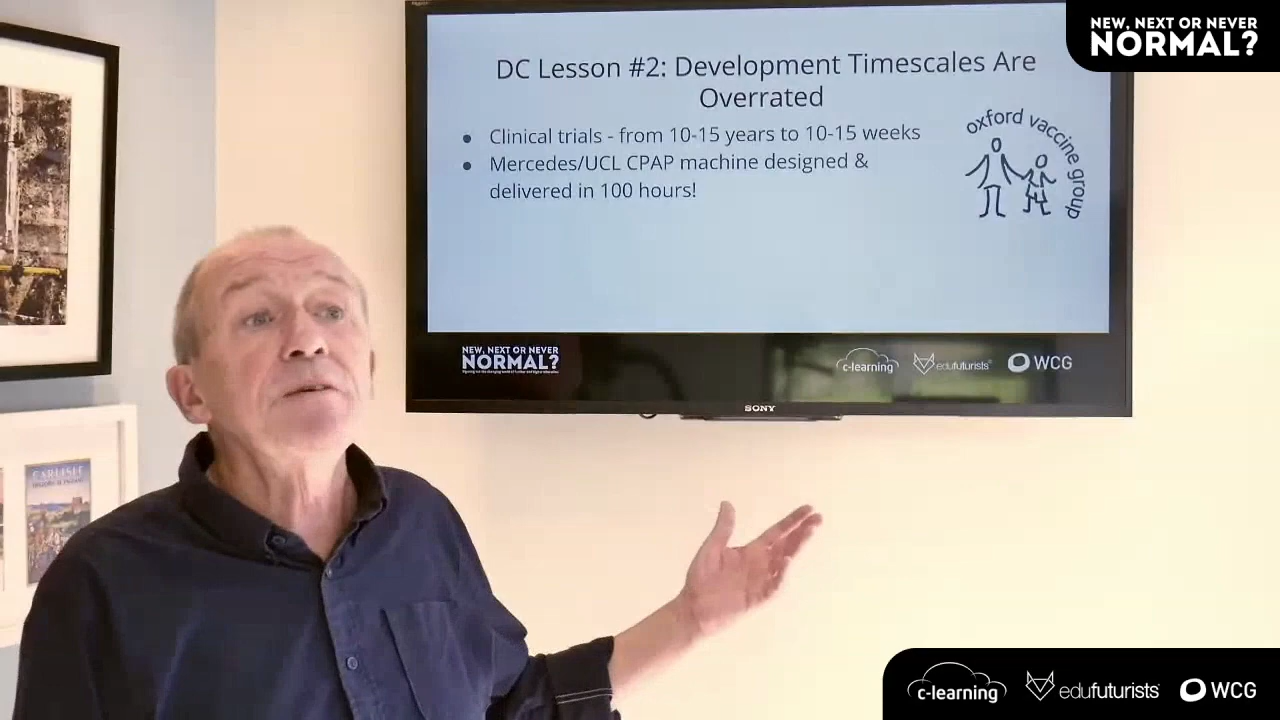 NEW, NEXT OR NEVER
NORMAL?
DC Lesson #2: Development Timescales Are
Overrated
● Clinical trials - from 10-15 years to 10-15 weeks
● Mercedes/UCL CPAP machine designed &
delivered in 100 hours!
oxford vaccine group
NEW, NEXT OR NEVER
NORMAL?
c-learning
edufuturists
WCG
SONY
CARLISLE
c-learning
edufuturists
WCG